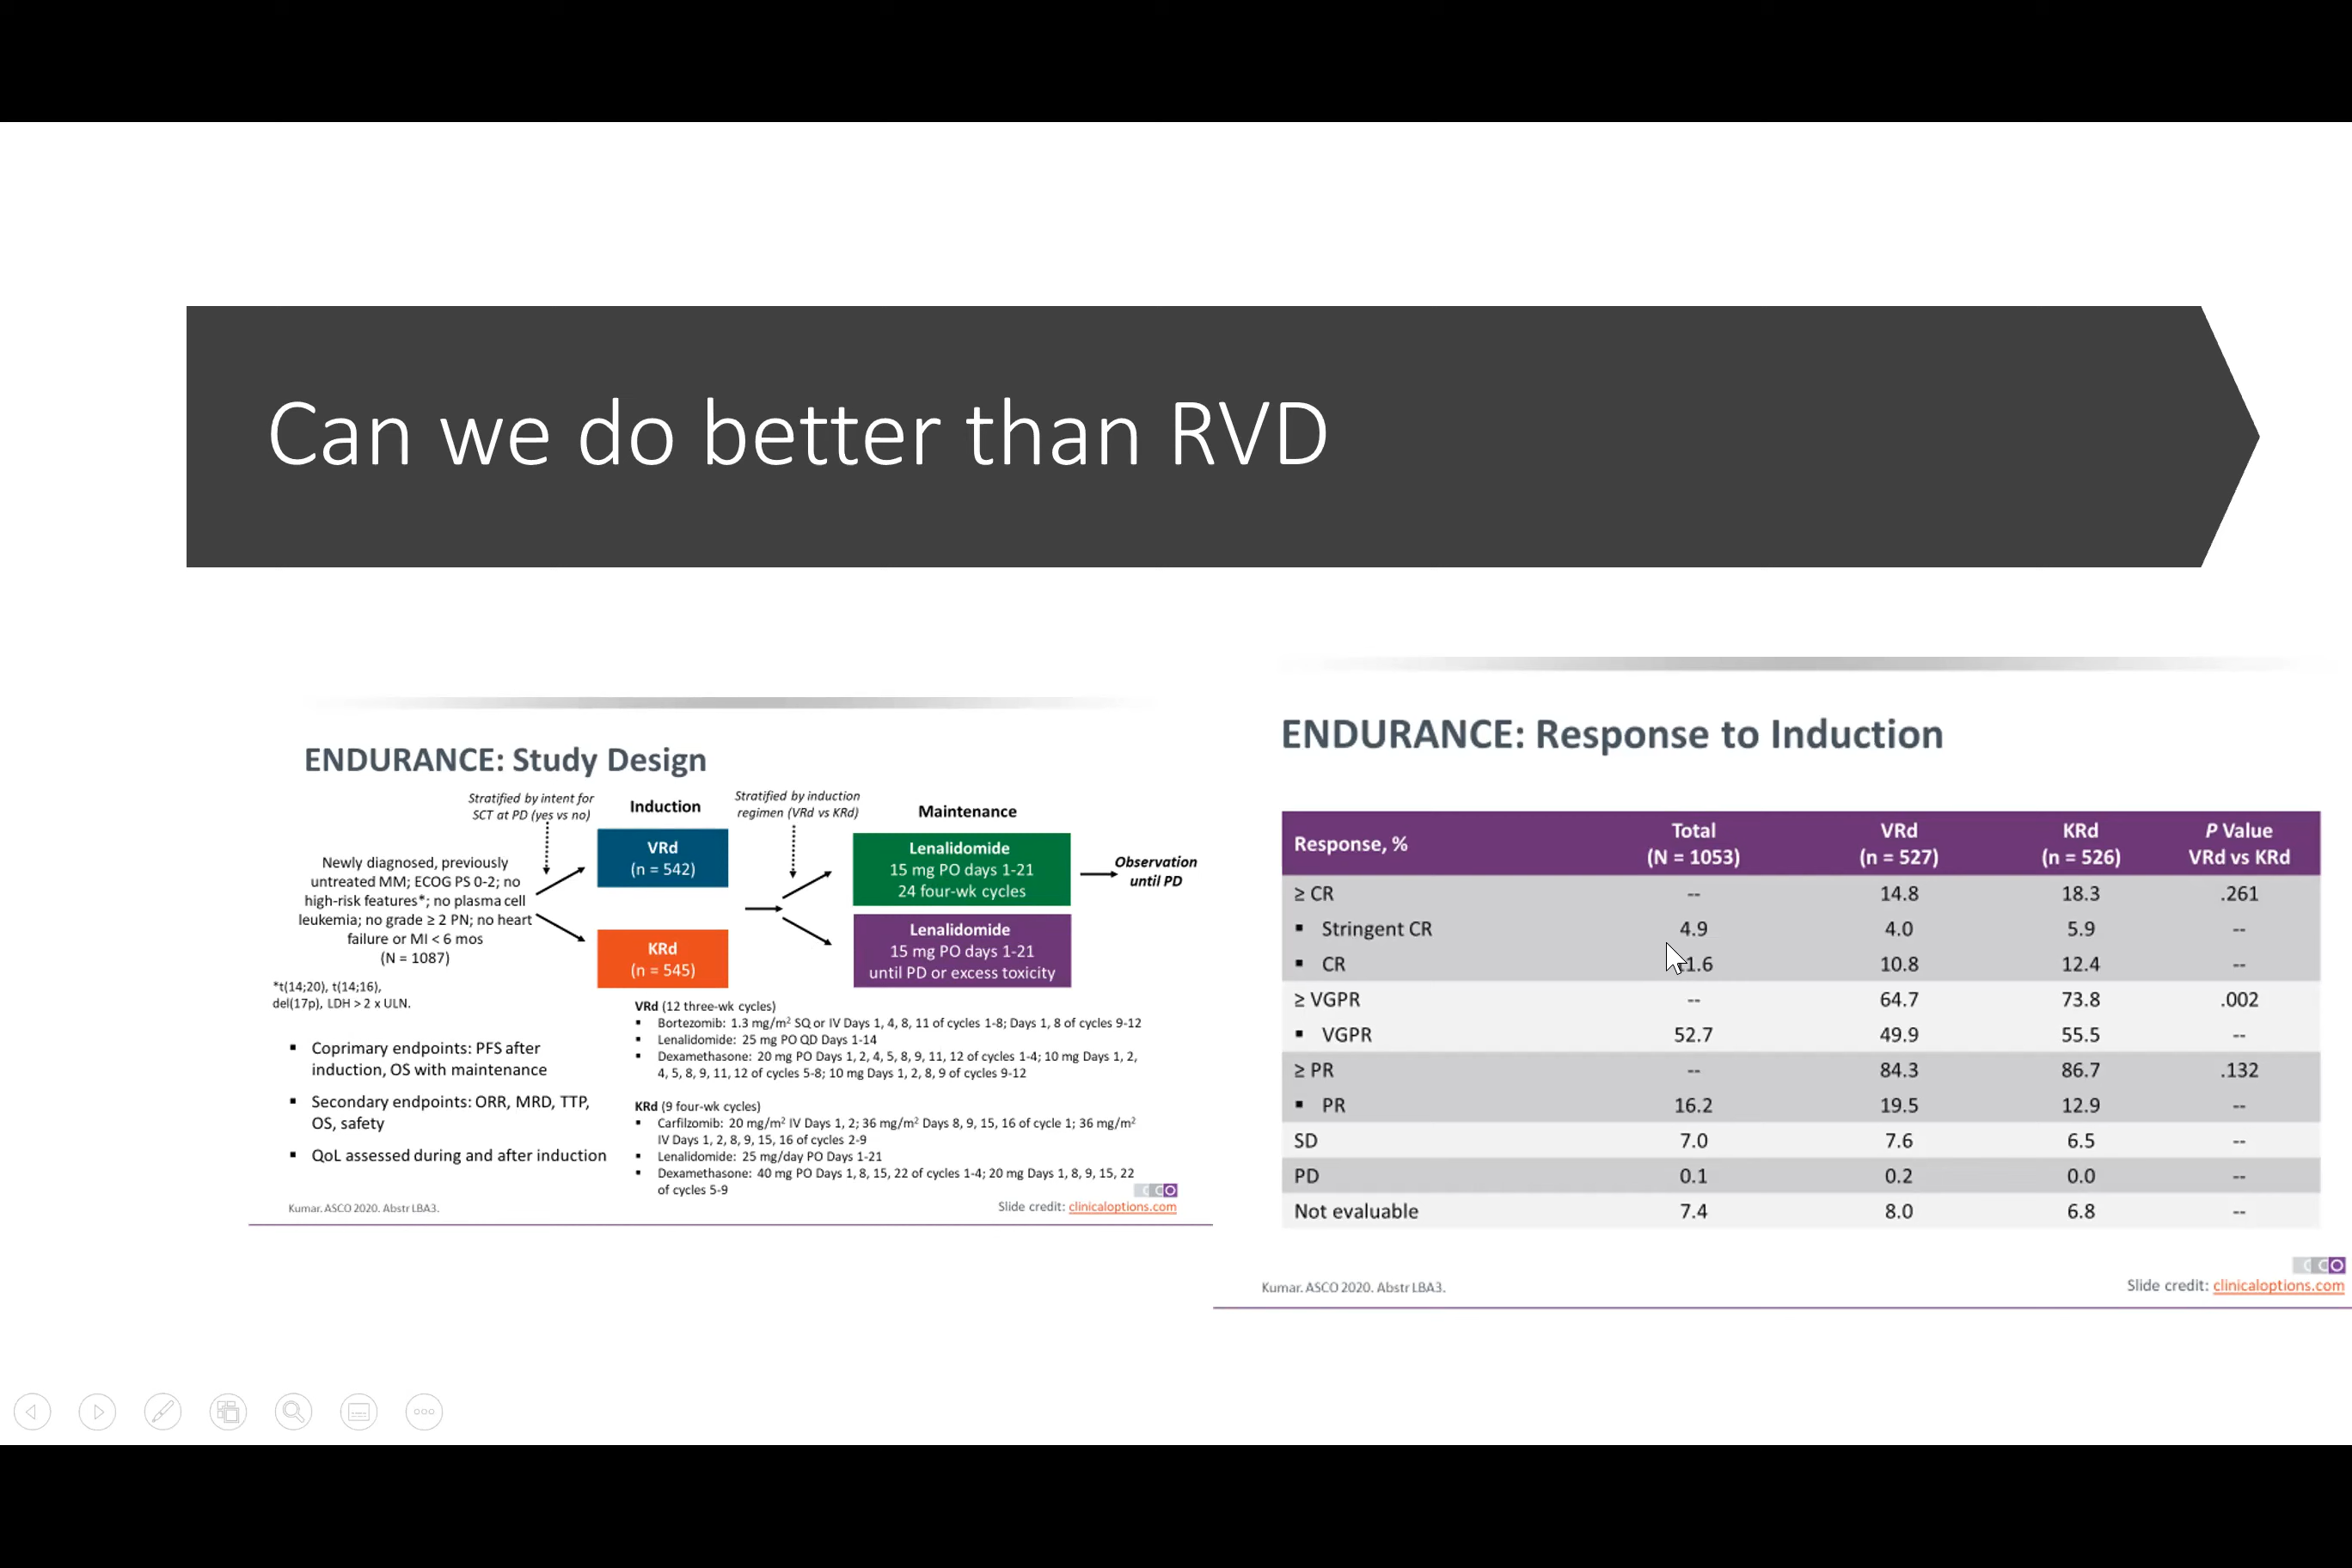 Can we do better than RVD
ENDURANCE: Study Design
Stratified by intent for
SCT at PD (yes vs no)
Induction
Stratified by induction
regimen (VRd vs KRd)
Maintenance
Newly diagnosed, previously
untreated MM; ECOG PS 0-2; no
high-risk features*; no plasma cell
leukemia; no grade ≥ 2 PN; no heart
failure or MI < 6 mos
(N = 1087)
VRd
(n = 542)
KRd
(n = 545)
Lenalidomide
15 mg PO days 1-21
24 four-wk cycles
Lenalidomide
15 mg PO days 1-21
until PD or excess toxicity
Observation
until PD
*t(14;20), t(14;16),
del(17p), LDH > 2 x ULN.
▪ Coprimary endpoints: PFS after
induction, OS with maintenance
▪ Secondary endpoints: ORR, MRD, TTP,
OS, safety
▪ QoL assessed during and after induction
VRd (12 three-wk cycles)
▪ Bortezomib: 1.3 mg/m² SQ or IV Days 1, 4, 8, 11 of cycles 1-8; Days 1, 8 of cycles 9-12
▪ Lenalidomide: 25 mg PO QD Days 1-14
▪ Dexamethasone: 20 mg PO Days 1, 2, 4, 5, 8, 9, 11, 12 of cycles 1-4; 10 mg Days 1, 2,
4, 5, 8, 9, 11, 12 of cycles 5-8; 10 mg Days 1, 2, 8, 9 of cycles 9-12
KRd (9 four-wk cycles)
▪ Carfilzomib: 20 mg/m² IV Days 1, 2; 36 mg/m² Days 8, 9, 15, 16 of cycle 1; 36 mg/m²
IV Days 1, 2, 8, 9, 15, 16 of cycles 2-9
▪ Lenalidomide: 25 mg/day PO Days 1-21
▪ Dexamethasone: 40 mg PO Days 1, 8, 15, 22 of cycles 1-4; 20 mg Days 1, 8, 9, 15, 22
of cycles 5-9
CCO
Kumar. ASCO 2020. Abstr LBA3.
Slide credit: clinicaloptions.com
ENDURANCE: Response to Induction
Response, % Total (N = 1053) VRd (n = 527) KRd (n = 526) P Value VRd vs KRd
≥ CR -- 14.8 18.3 .261
▪ Stringent CR 4.9 4.0 5.9 --
▪ CR 1.6 10.8 12.4 --
≥ VGPR -- 64.7 73.8 .002
▪ VGPR 52.7 49.9 55.5 --
≥ PR -- 84.3 86.7 .132
▪ PR 16.2 19.5 12.9 --
SD 7.0 7.6 6.5 --
PD 0.1 0.2 0.0 --
Not evaluable 7.4 8.0 6.8 --
CCO
Kumar. ASCO 2020. Abstr LBA3.
Slide credit: clinicaloptions.com